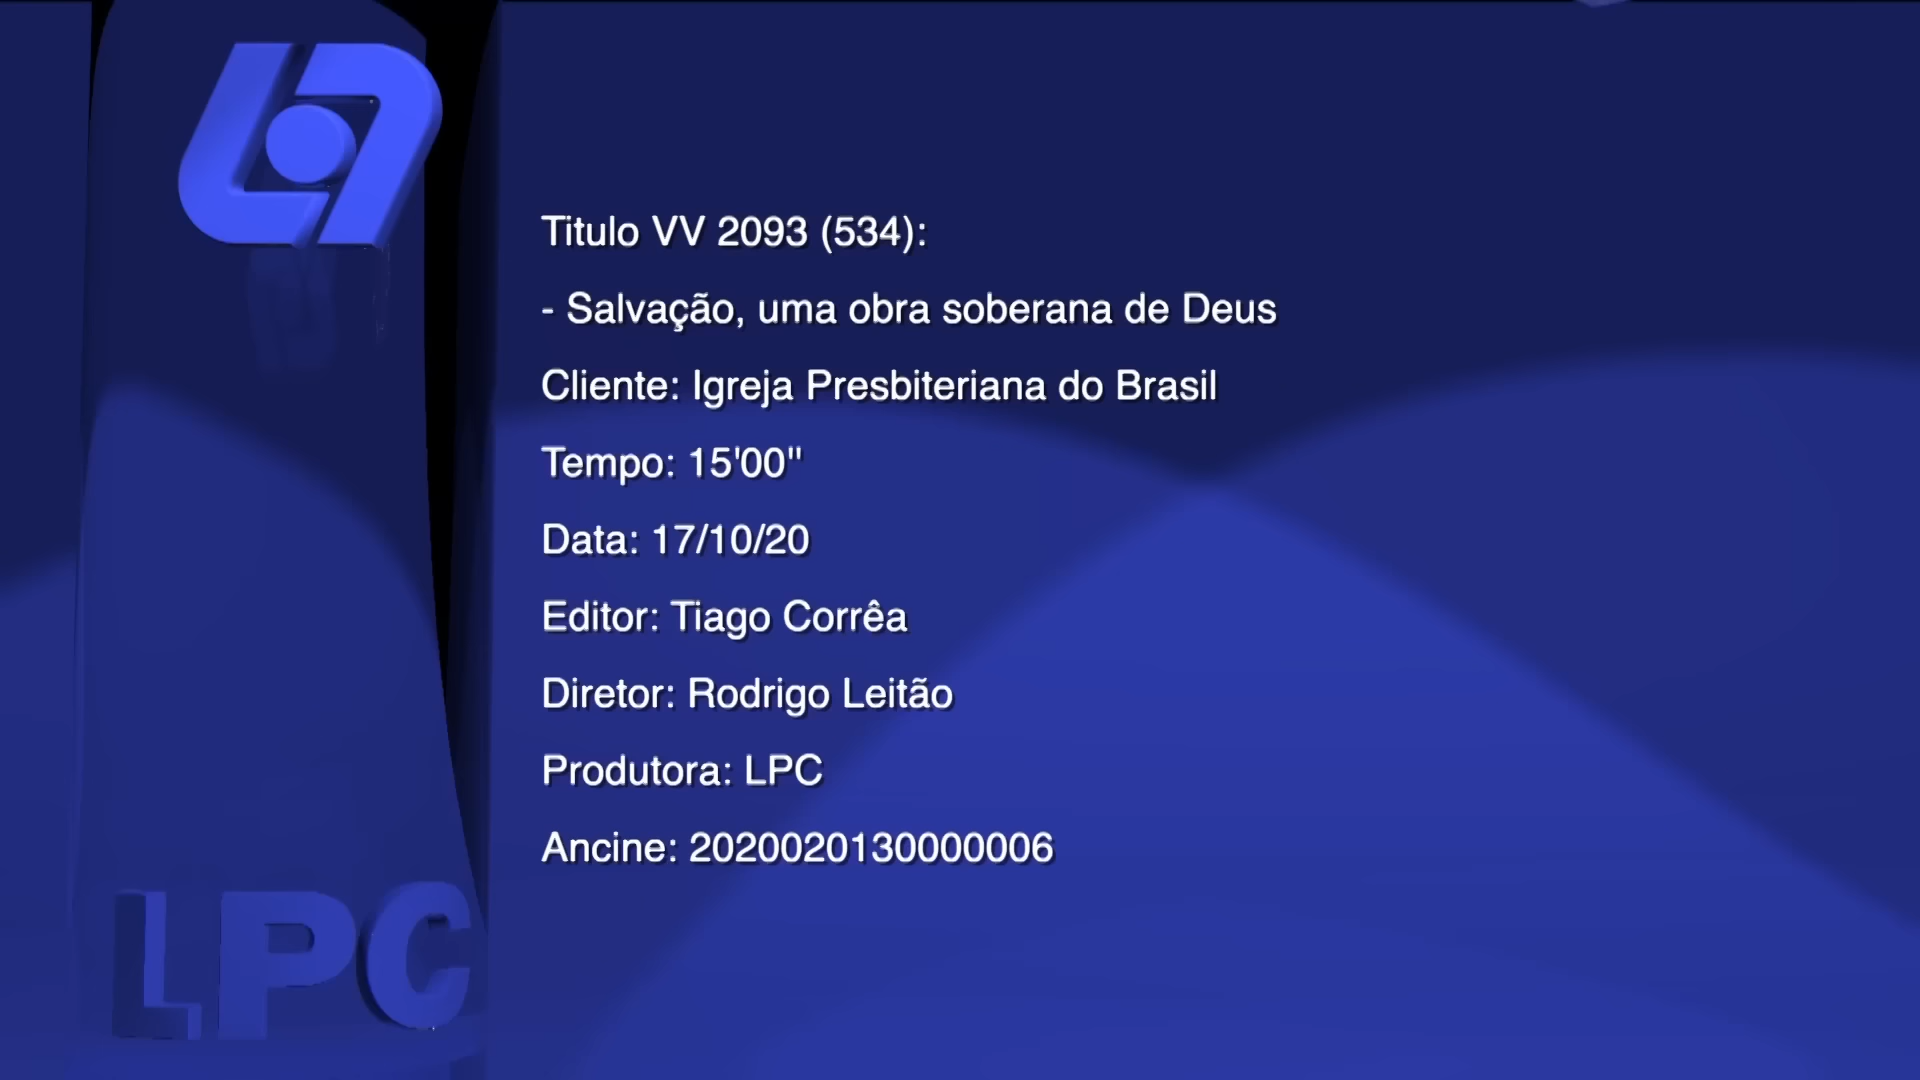 Titulo VV 2093 (534):
- Salvação, uma obra soberana de Deus
Cliente: Igreja Presbiteriana do Brasil
Tempo: 15'00"
Data: 17/10/20
Editor: Tiago Corrêa
Diretor: Rodrigo Leitão
Produtora: LPC
Ancine: 2020020130000006
LPC